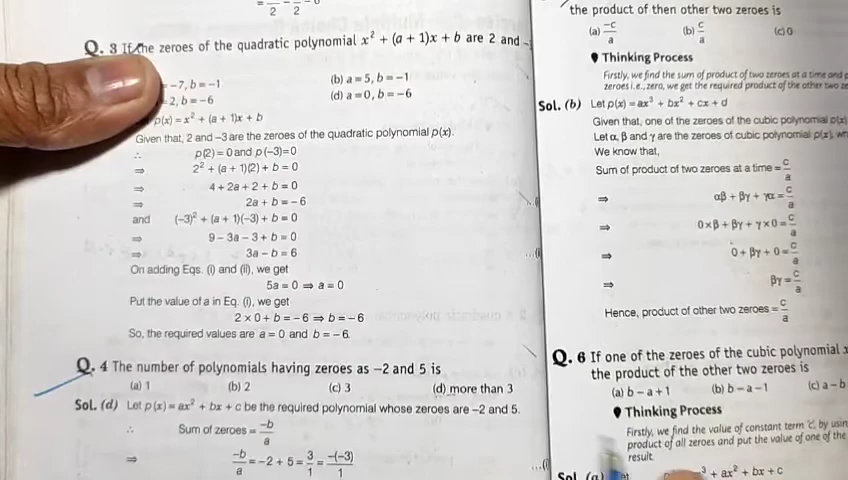 = — 2 — 2 0
Q. 3 If the zeroes of the quadratic polynomial x² + (a + 1)x + b are 2 and -
= -7, b = -1
(b) a = 5, b = -1
= 2, b = -6
(d) a = 0, b = -6
p(x) = x² + (a + 1)x + b
Given that, 2 and -3 are the zeroes of the quadratic polynomial p(x).
∴ p(2) = 0 and p(-3) = 0
⇒ 2² + (a + 1)(2) + b = 0
⇒ 4 + 2a + 2 + b = 0
⇒ 2a + b = -6
and (-3)² + (a + 1)(-3) + b = 0
⇒ 9 - 3a - 3 + b = 0
⇒ 3a - b = 6
On adding Eqs. (i) and (ii), we get
5a = 0 ⇒ a = 0
Put the value of a in Eq. (i), we get
2 × 0 + b = -6 ⇒ b = -6
So, the required values are a = 0 and b = -6.
Q. 4 The number of polynomials having zeroes as -2 and 5 is
(a) 1 (b) 2 (c) 3 (d) more than 3
Sol. (d) Let p(x) = ax² + bx + c be the required polynomial whose zeroes are -2 and 5.
∴ Sum of zeroes = -b/a
⇒ -b/a = -2 + 5 = 3/1 = -(-3)/1
the product of then other two zeroes is
(a) -c/a (b) c/a (c) 0
Thinking Process
Firstly, we find the sum of product of two zeroes at a time and
zeroes i.e., zero, we get the required product of the other two
Sol. (b) Let p(x) = ax³ + bx² + cx + d
Given that, one of the zeroes of the cubic polynomial p(x)
Let α, β and γ are the zeroes of cubic polynomial p(x),
We know that,
Sum of product of two zeroes at a time = c/a
⇒ αβ + βγ + γα = c/a
⇒ 0 × β + βγ + γ × 0 = c/a
⇒ 0 + βγ + 0 = c/a
⇒ βγ = c/a
Hence, product of other two zeroes = c/a
Q. 6 If one of the zeroes of the cubic polynomial
the product of the other two zeroes is
(a) b - a + 1 (b) b - a - 1 (c) a - b
Thinking Process
Firstly, we find the value of constant term 'c', by
product of all zeroes and put the value of one of the
result.
Sol. (a) ³ + ax² + bx + c